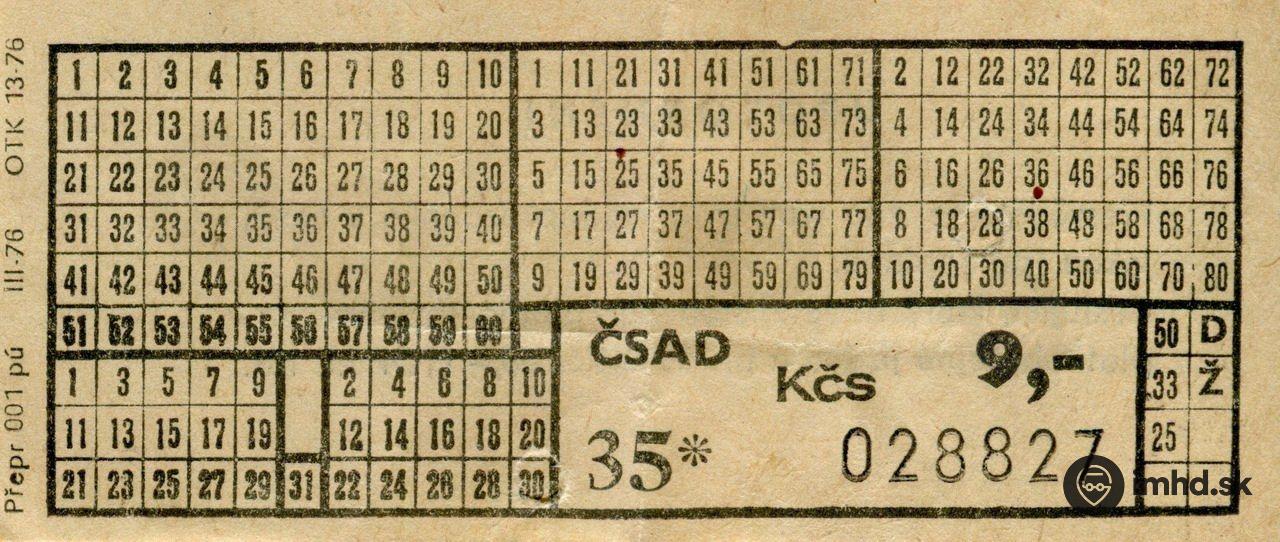 Přepr 001 pú III-76 OTK 13-76
1 2 3 4 5 6 7 8 9 10 1 11 21 31 41 51 61 71 2 12 22 32 42 52 62 72
11 12 13 14 15 16 17 18 19 20 3 13 23 33 43 53 63 73 4 14 24 34 44 54 64 74
21 22 23 24 25 26 27 28 29 30 5 15 25 35 45 55 65 75 6 16 26 36 46 56 66 76
31 32 33 34 35 36 37 38 39 40 7 17 27 37 47 57 67 77 8 18 28 38 48 58 68 78
41 42 43 44 45 46 47 48 49 50 9 19 29 39 49 59 69 79 10 20 30 40 50 60 70 80
51 52 53 54 55 56 57 58 59 60
1 3 5 7 9 2 4 6 8 10
11 13 15 17 19 12 14 16 18 20
21 23 25 27 29 31 22 24 26 28 30
ČSAD
Kčs 9,-
35* 028827
50 D
33 Ž
25
imhd.sk